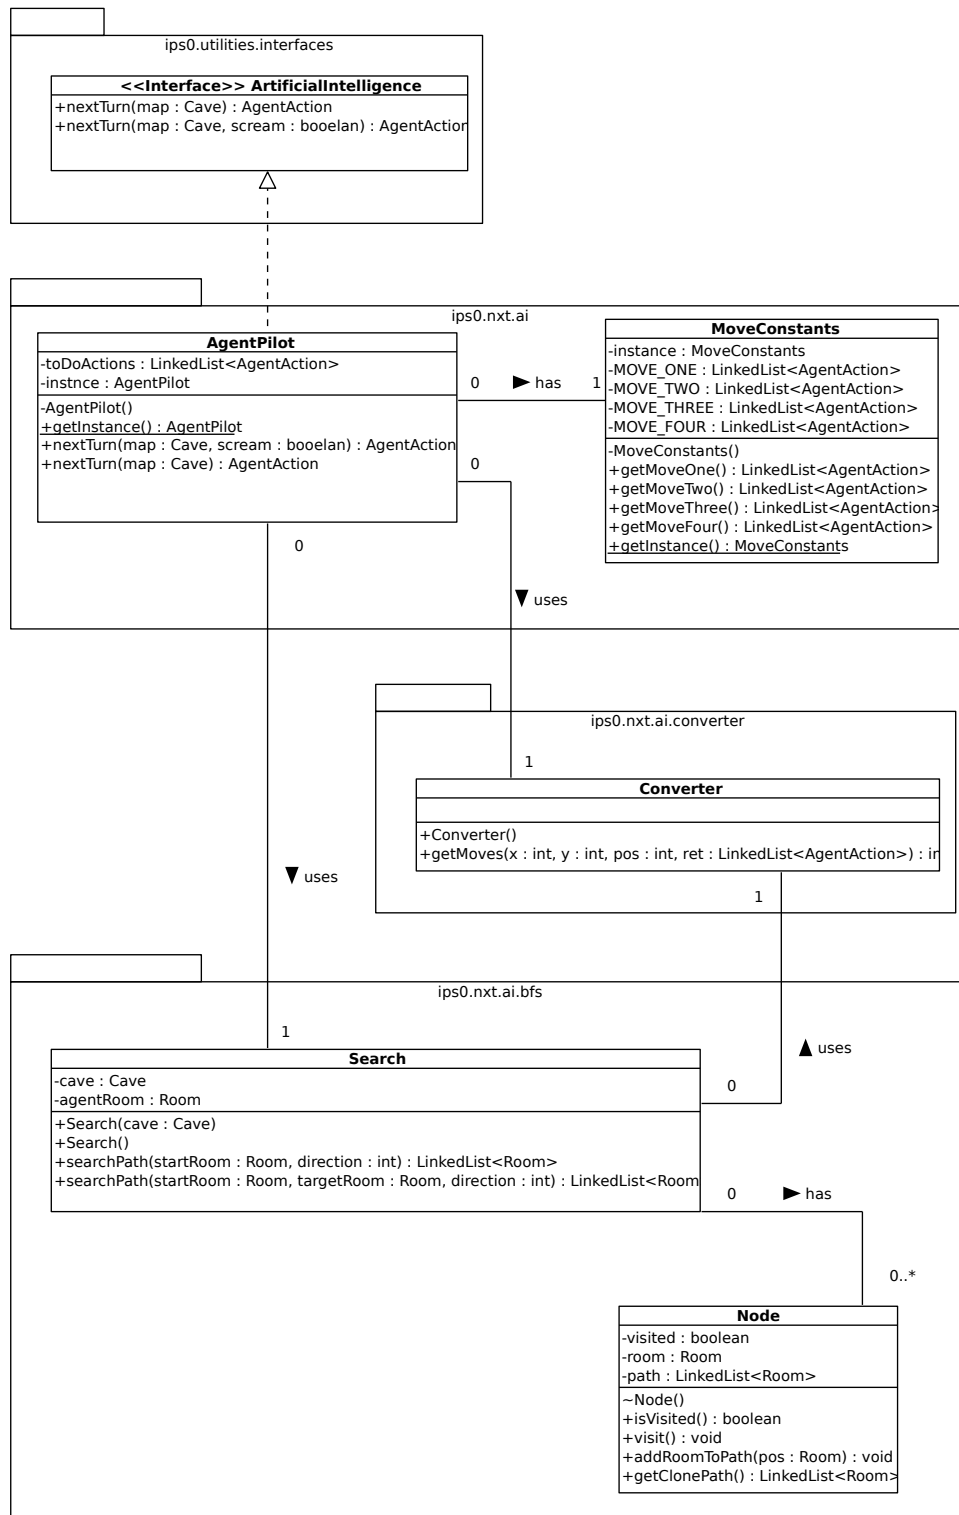 ips0.utilities.interfaces
<<Interface>> ArtificialIntelligence
+nextTurn(map : Cave) : AgentAction
+nextTurn(map : Cave, scream : booelan) : AgentAction
ips0.nxt.ai
AgentPilot
-toDoActions : LinkedList<AgentAction>
-instnce : AgentPilot
-AgentPilot()
+getInstance() : AgentPilot
+nextTurn(map : Cave, scream : booelan) : AgentAction
+nextTurn(map : Cave) : AgentAction
0
has
1
MoveConstants
-instance : MoveConstants
-MOVE_ONE : LinkedList<AgentAction>
-MOVE_TWO : LinkedList<AgentAction>
-MOVE_THREE : LinkedList<AgentAction>
-MOVE_FOUR : LinkedList<AgentAction>
-MoveConstants()
+getMoveOne() : LinkedList<AgentAction>
+getMoveTwo() : LinkedList<AgentAction>
+getMoveThree() : LinkedList<AgentAction>
+getMoveFour() : LinkedList<AgentAction>
+getInstance() : MoveConstants
0
0
uses
ips0.nxt.ai.converter
1
Converter
+Converter()
+getMoves(x : int, y : int, pos : int, ret : LinkedList<AgentAction>) : in
uses
1
ips0.nxt.ai.bfs
1
uses
Search
-cave : Cave
-agentRoom : Room
+Search(cave : Cave)
+Search()
+searchPath(startRoom : Room, direction : int) : LinkedList<Room>
+searchPath(startRoom : Room, targetRoom : Room, direction : int) : LinkedList<Room
0
0
has
0..*
Node
-visited : boolean
-room : Room
-path : LinkedList<Room>
~Node()
+isVisited() : boolean
+visit() : void
+addRoomToPath(pos : Room) : void
+getClonePath() : LinkedList<Room>